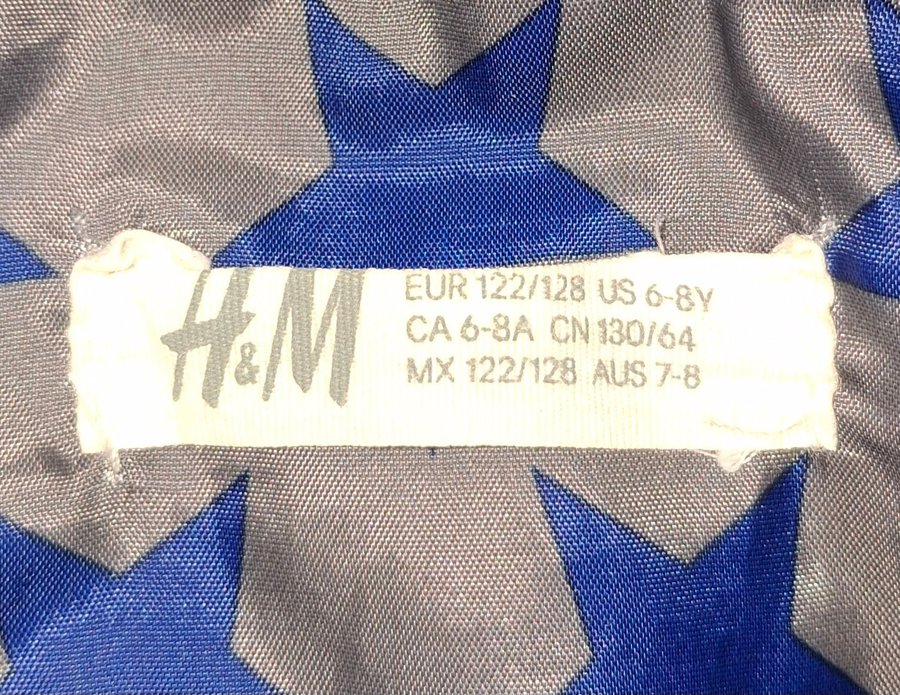 H&M
EUR 122/128 US 6-8Y
CA 6-8A CN 130/64
MX 122/128 AUS 7-8